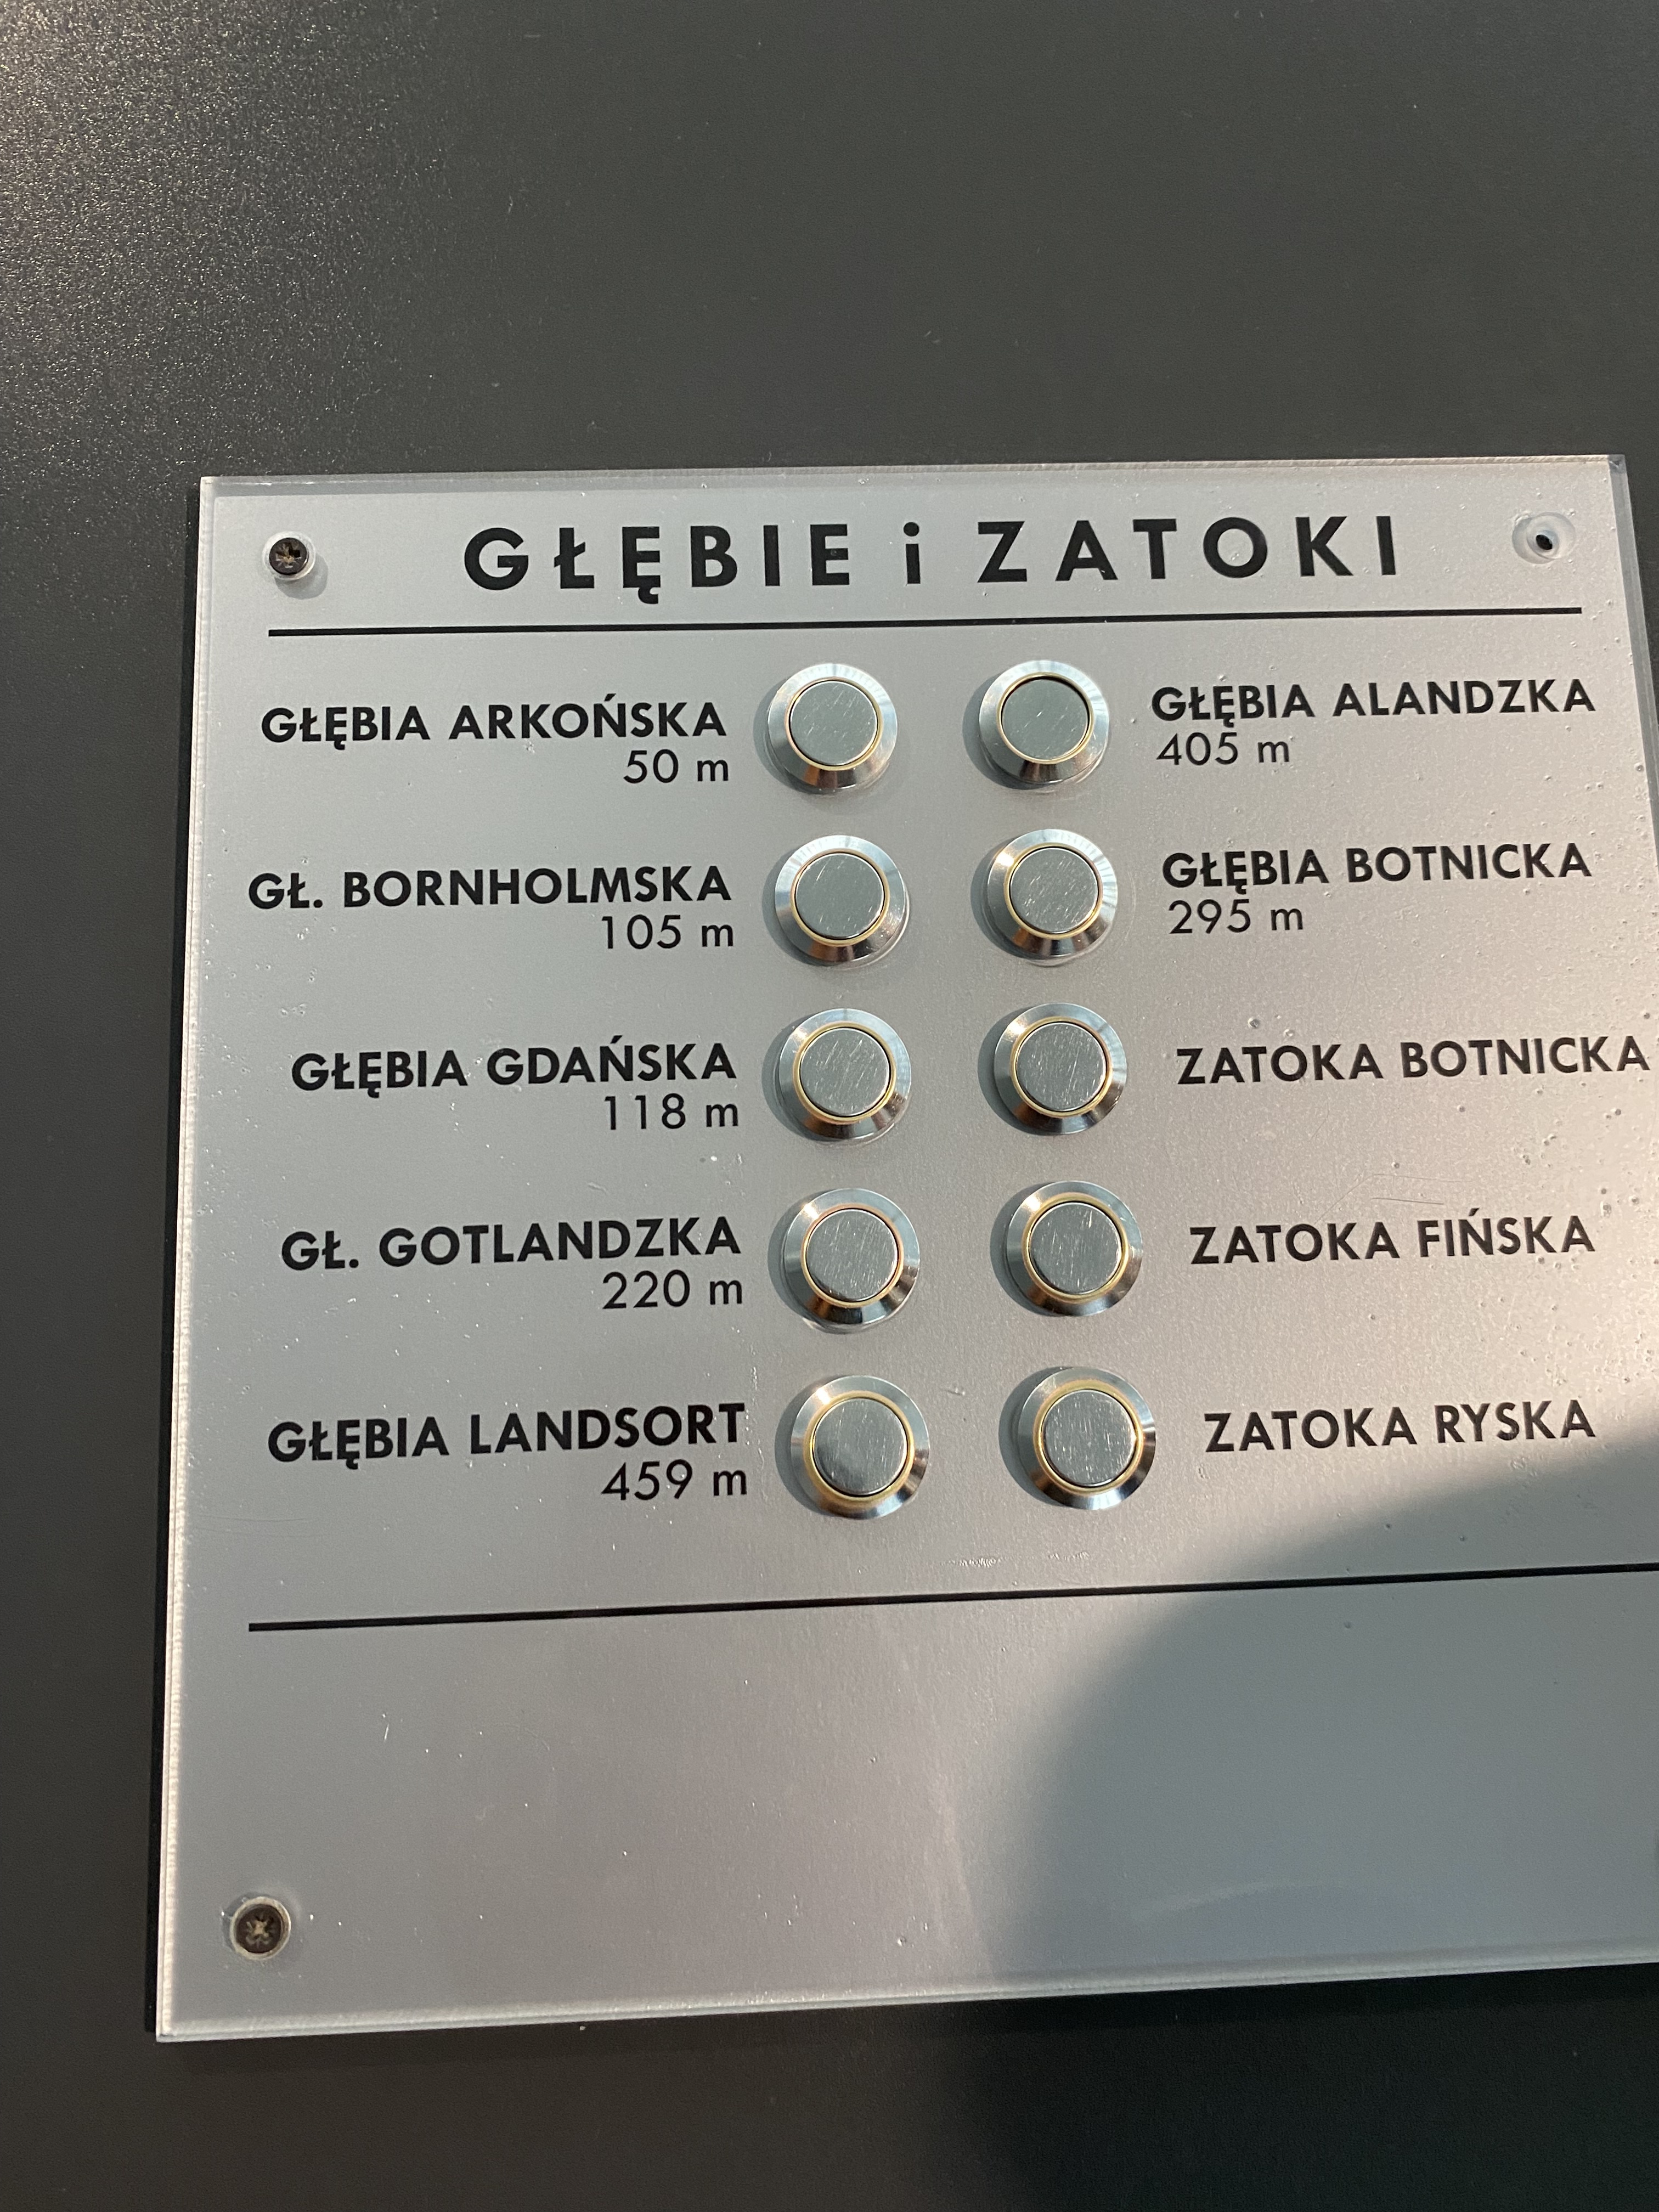 GŁĘBIE i ZATOKI
GŁĘBIA ARKOŃSKA
50 m
GŁ. BORNHOLMSKA
105 m
GŁĘBIA GDAŃSKA
118 m
GŁ. GOTLANDZKA
220 m
GŁĘBIA LANDSORT
459 m
GŁĘBIA ALANDZKA
405 m
GŁĘBIA BOTNICKA
295 m
ZATOKA BOTNICKA
ZATOKA FIŃSKA
ZATOKA RYSKA